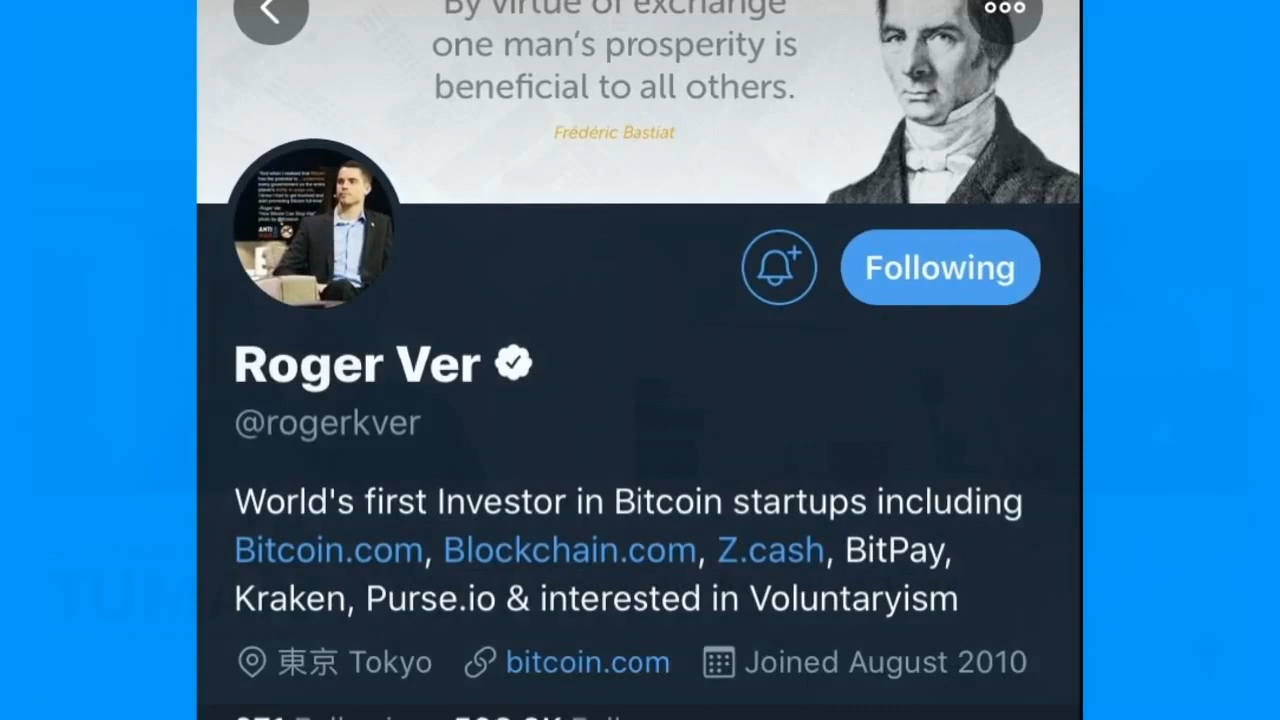 By virtue of exchange
one man's prosperity is
beneficial to all others.
Frédéric Bastiat
Following
Roger Ver
@rogerkver
World's first Investor in Bitcoin startups including
Bitcoin.com, Blockchain.com, Z.cash, BitPay,
Kraken, Purse.io & interested in Voluntaryism
東京 Tokyo bitcoin.com Joined August 2010